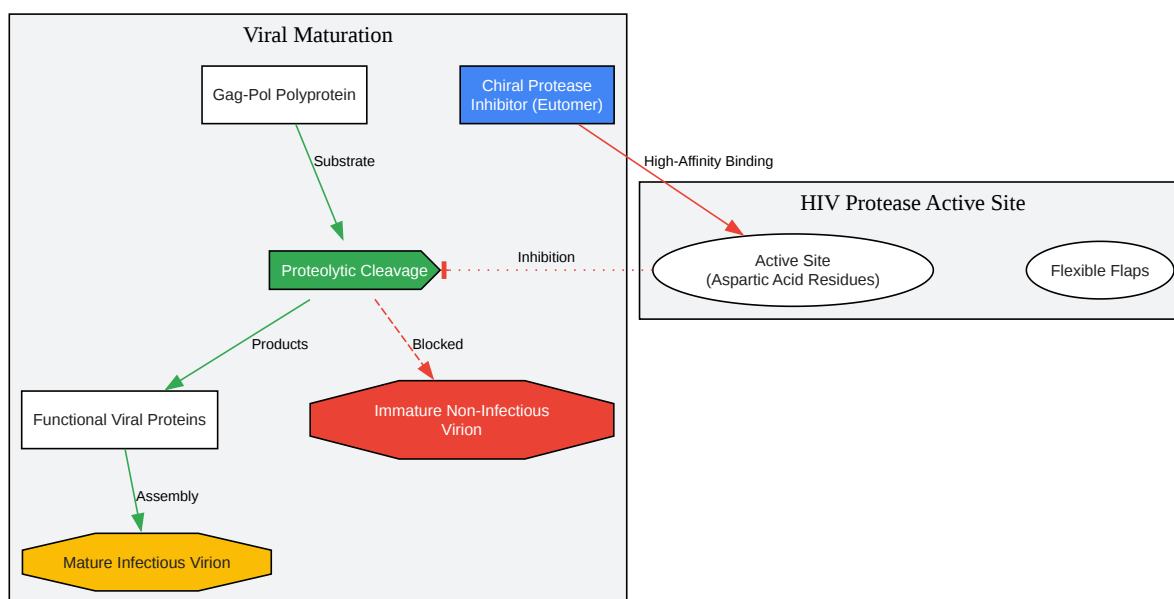 Viral Maturation
Gag-Pol Polyprotein
Chiral Protease
Inhibitor (Eutomer)
Substrate
High-Affinity Binding
HIV Protease Active Site
Proteolytic Cleavage
Inhibition
Active Site
(Aspartic Acid Residues)
Flexible Flaps
Products
Blocked
Functional Viral Proteins
Immature Non-Infectious
Virion
Assembly
Mature Infectious Virion